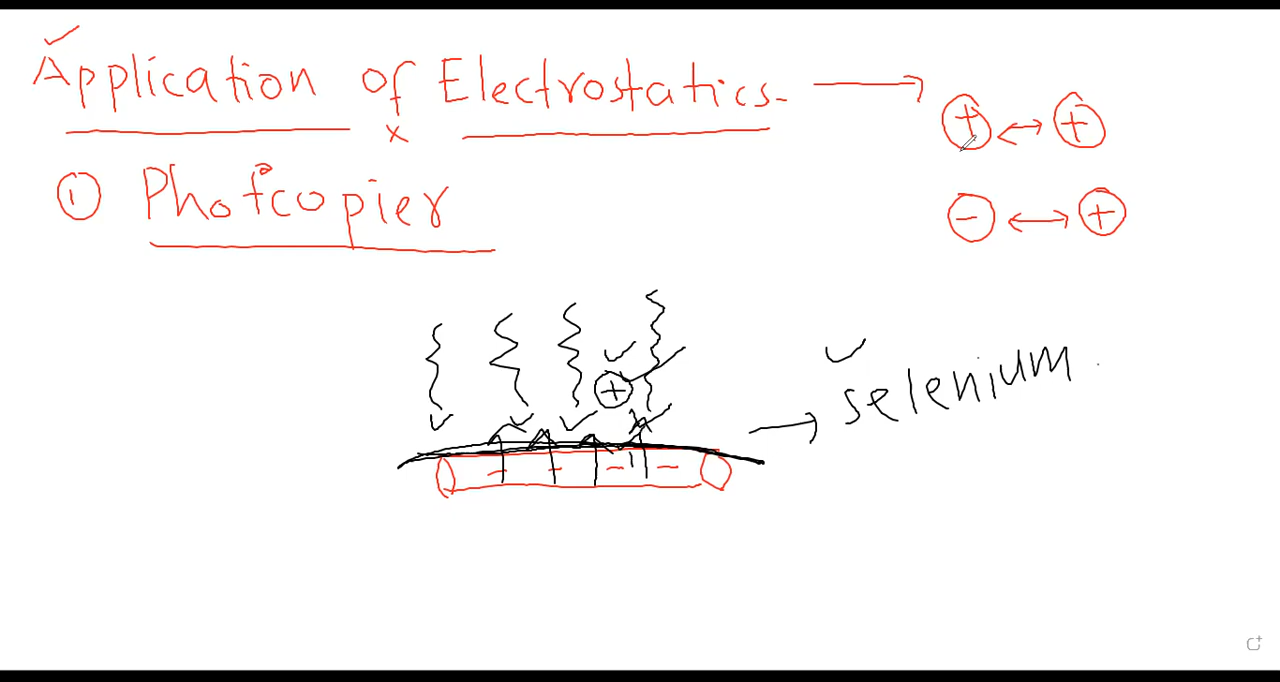 Application of Electrostatics.
+ ↔ +
① Photocopier
- ↔ +
+
→ selenium
- - - -